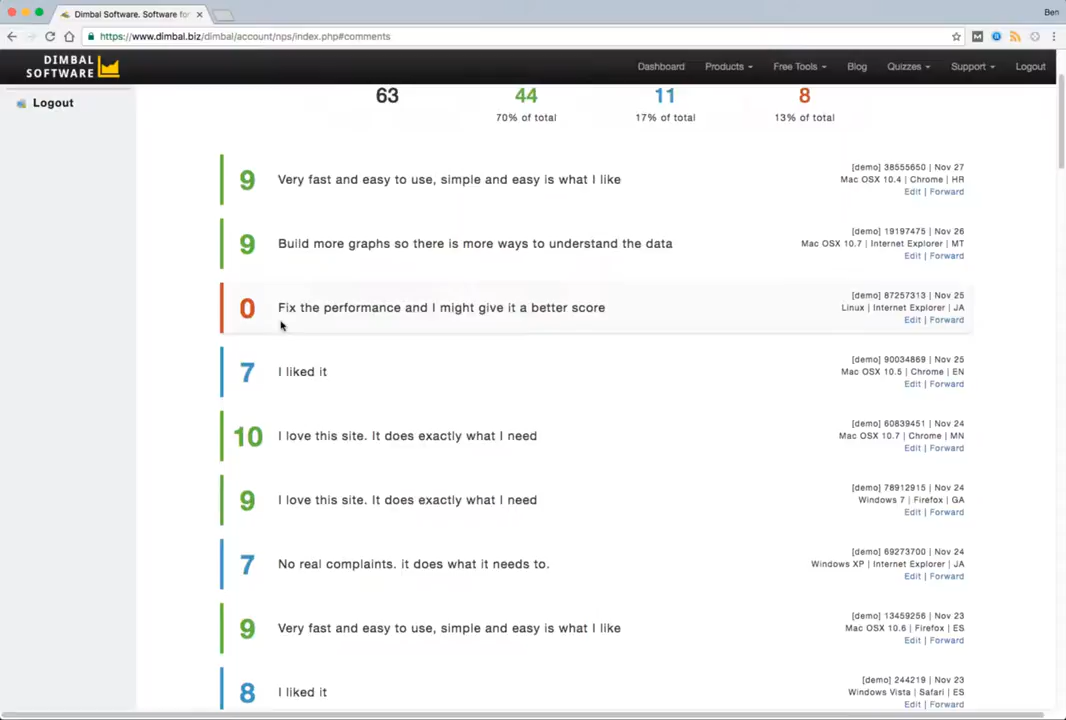 Dimbal Software. Software for
Ben
https://www.dimbal.biz/dimbal/account/nps/index.php#comments
DIMBAL
SOFTWARE
Dashboard Products Free Tools Blog Quizzes Support Logout
Logout
63 44 11 8
70% of total 17% of total 13% of total
9 Very fast and easy to use, simple and easy is what I like
[demo] 38555650 | Nov 27
Mac OSX 10.4 | Chrome | HR
Edit | Forward
9 Build more graphs so there is more ways to understand the data
[demo] 19197475 | Nov 26
Mac OSX 10.7 | Internet Explorer | MT
Edit | Forward
0 Fix the performance and I might give it a better score
[demo] 87257313 | Nov 25
Linux | Internet Explorer | JA
Edit | Forward
7 I liked it
[demo] 90034869 | Nov 25
Mac OSX 10.5 | Chrome | EN
Edit | Forward
10 I love this site. It does exactly what I need
[demo] 60839451 | Nov 24
Mac OSX 10.7 | Chrome | MN
Edit | Forward
9 I love this site. It does exactly what I need
[demo] 78912915 | Nov 24
Windows 7 | Firefox | GA
Edit | Forward
7 No real complaints. it does what it needs to.
[demo] 69273700 | Nov 24
Windows XP | Internet Explorer | JA
Edit | Forward
9 Very fast and easy to use, simple and easy is what I like
[demo] 13459256 | Nov 23
Mac OSX 10.6 | Firefox | ES
Edit | Forward
8 I liked it
[demo] 244219 | Nov 23
Windows Vista | Safari | ES
Edit | Forward